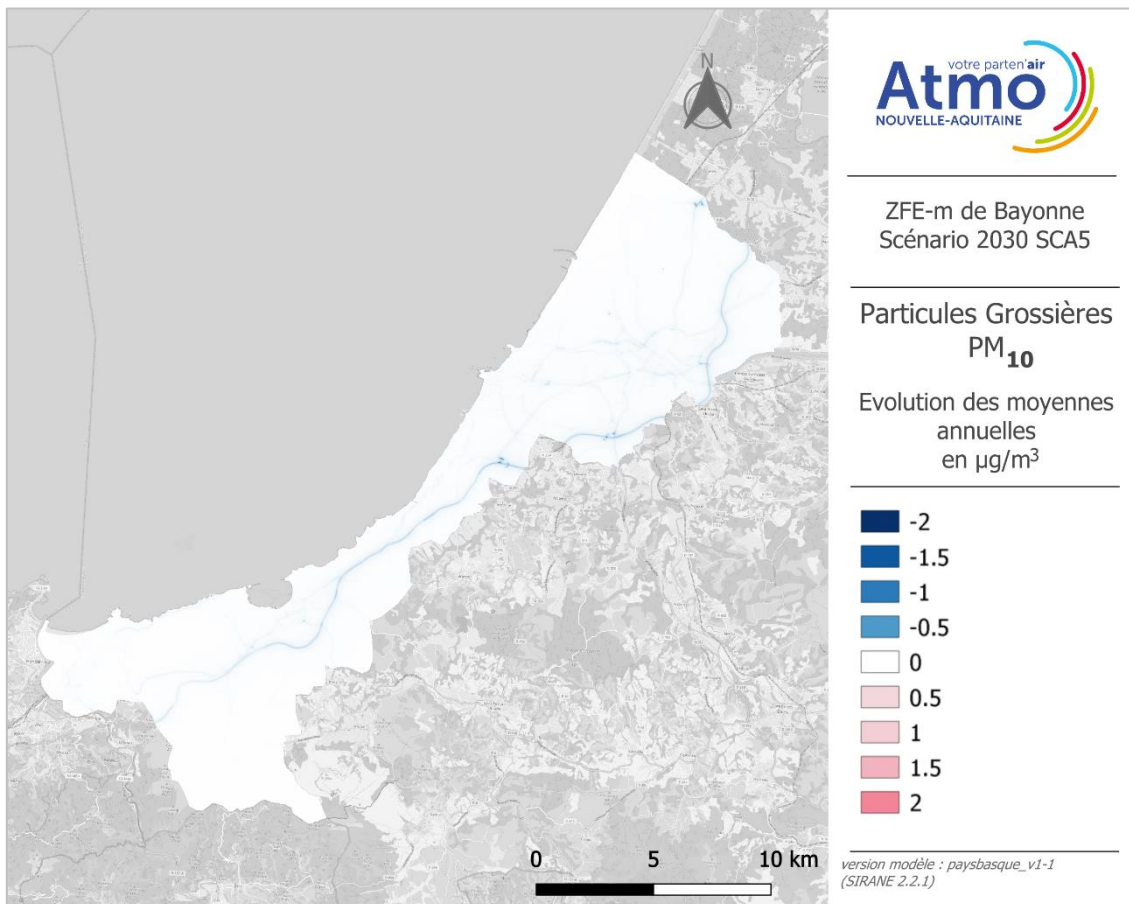 N
votre parten'air
Atmo
NOUVELLE-AQUITAINE
ZFE-m de Bayonne
Scénario 2030 SCA5
Particules Grossières
PM10
Evolution des moyennes
annuelles
en µg/m³
-2
-1.5
-1
-0.5
0
0.5
1
1.5
2
0 5 10 km
version modèle : paysbasque_v1-1
(SIRANE 2.2.1)